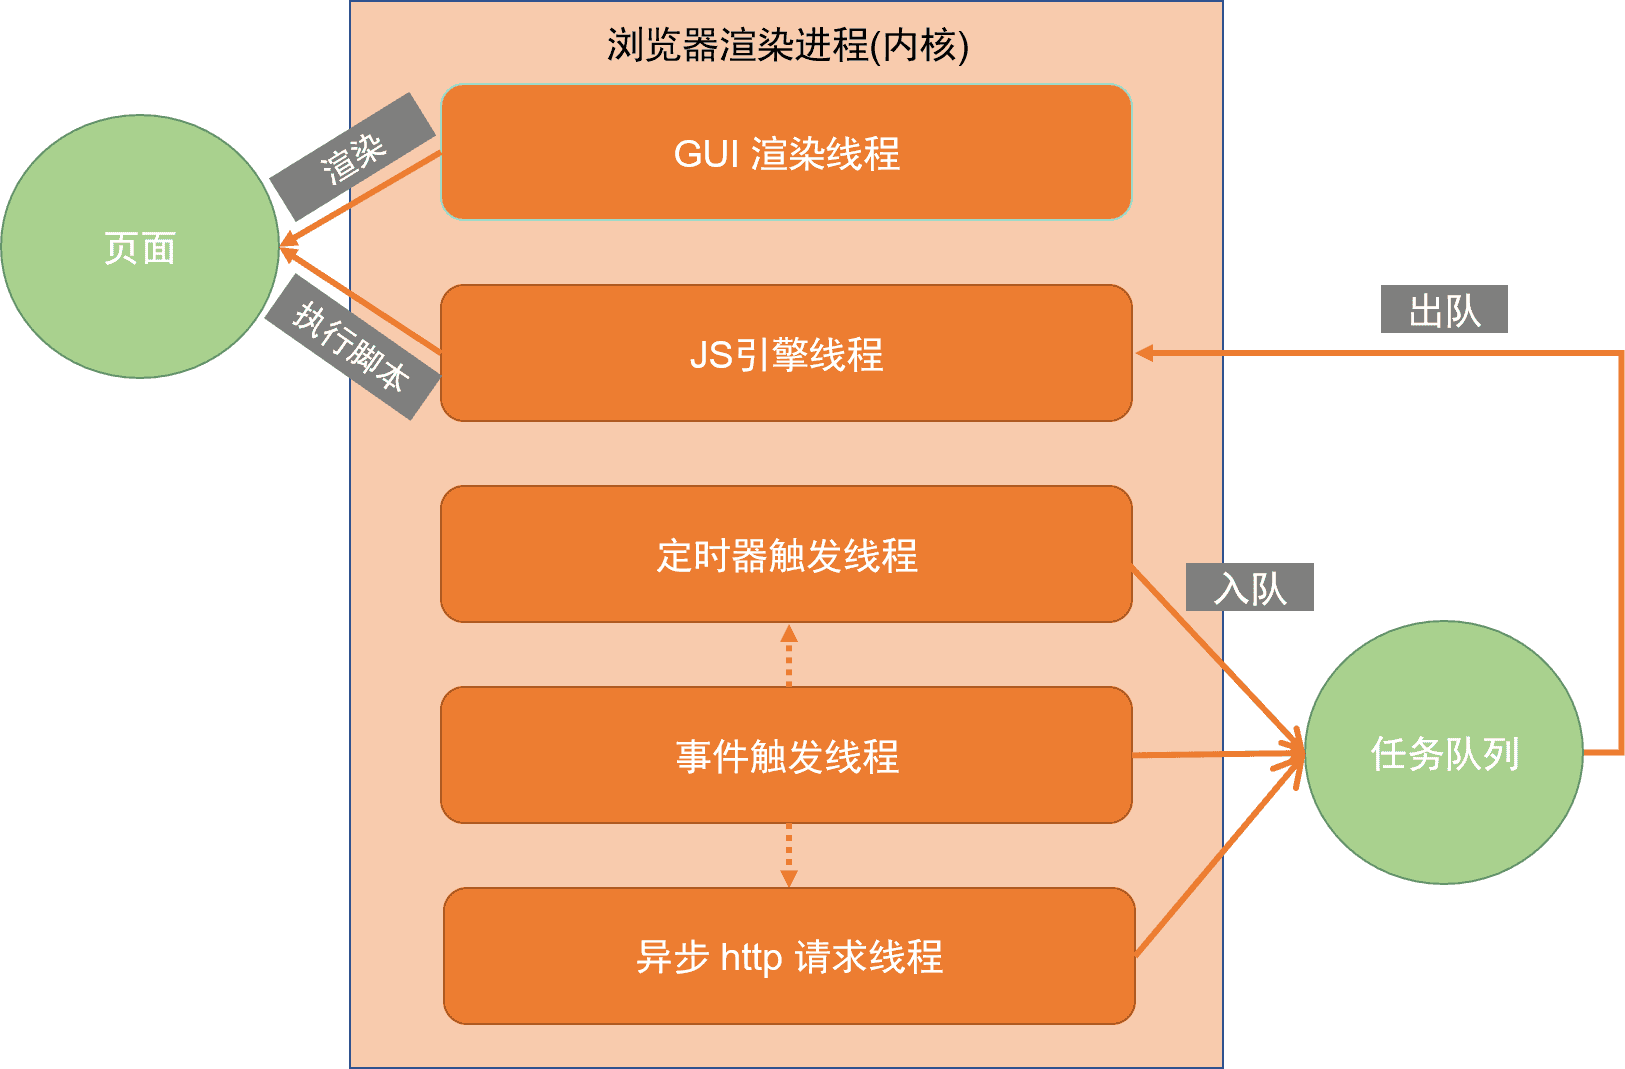 浏览器渲染进程(内核)
GUI 渲染线程
渲染
页面
执行脚本
JS引擎线程
出队
定时器触发线程
入队
事件触发线程
任务队列
异步 http 请求线程